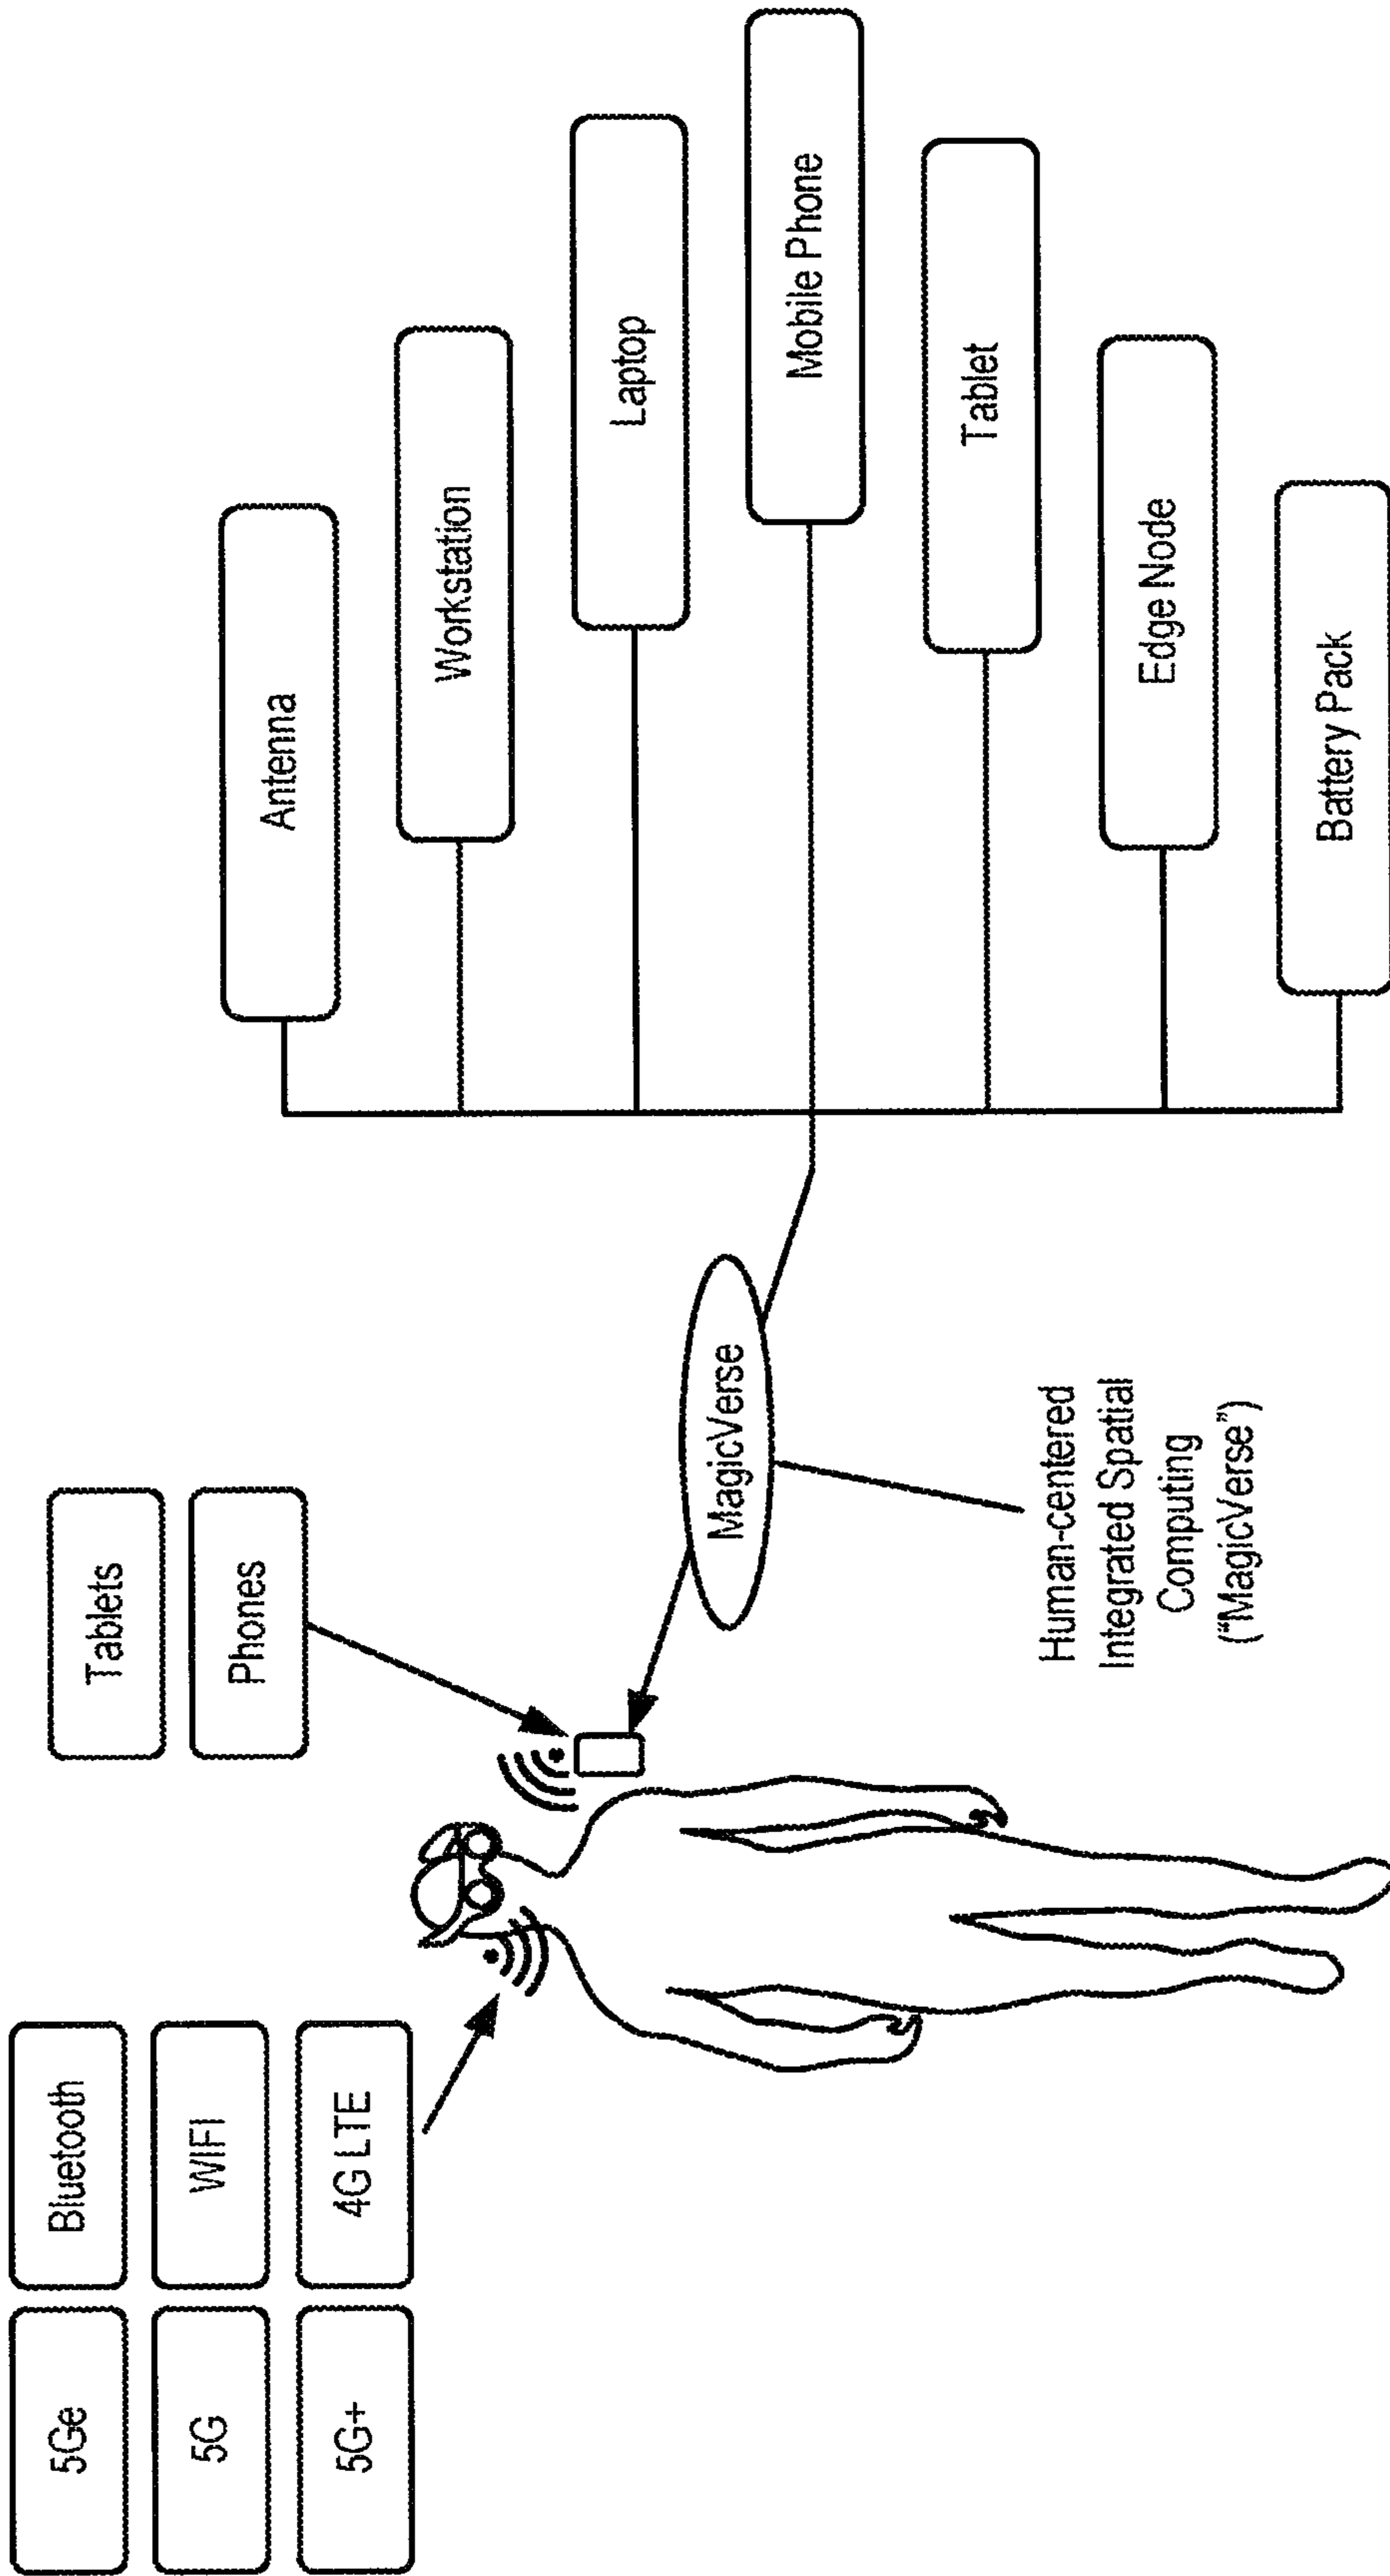 5Ge
Bluetooth
5G
WIFI
5G+
4G LTE
Tablets
Phones
MagicVerse
Human-centered
Integrated Spatial
Computing
("MagicVerse")
Antenna
Workstation
Laptop
Mobile Phone
Tablet
Edge Node
Battery Pack